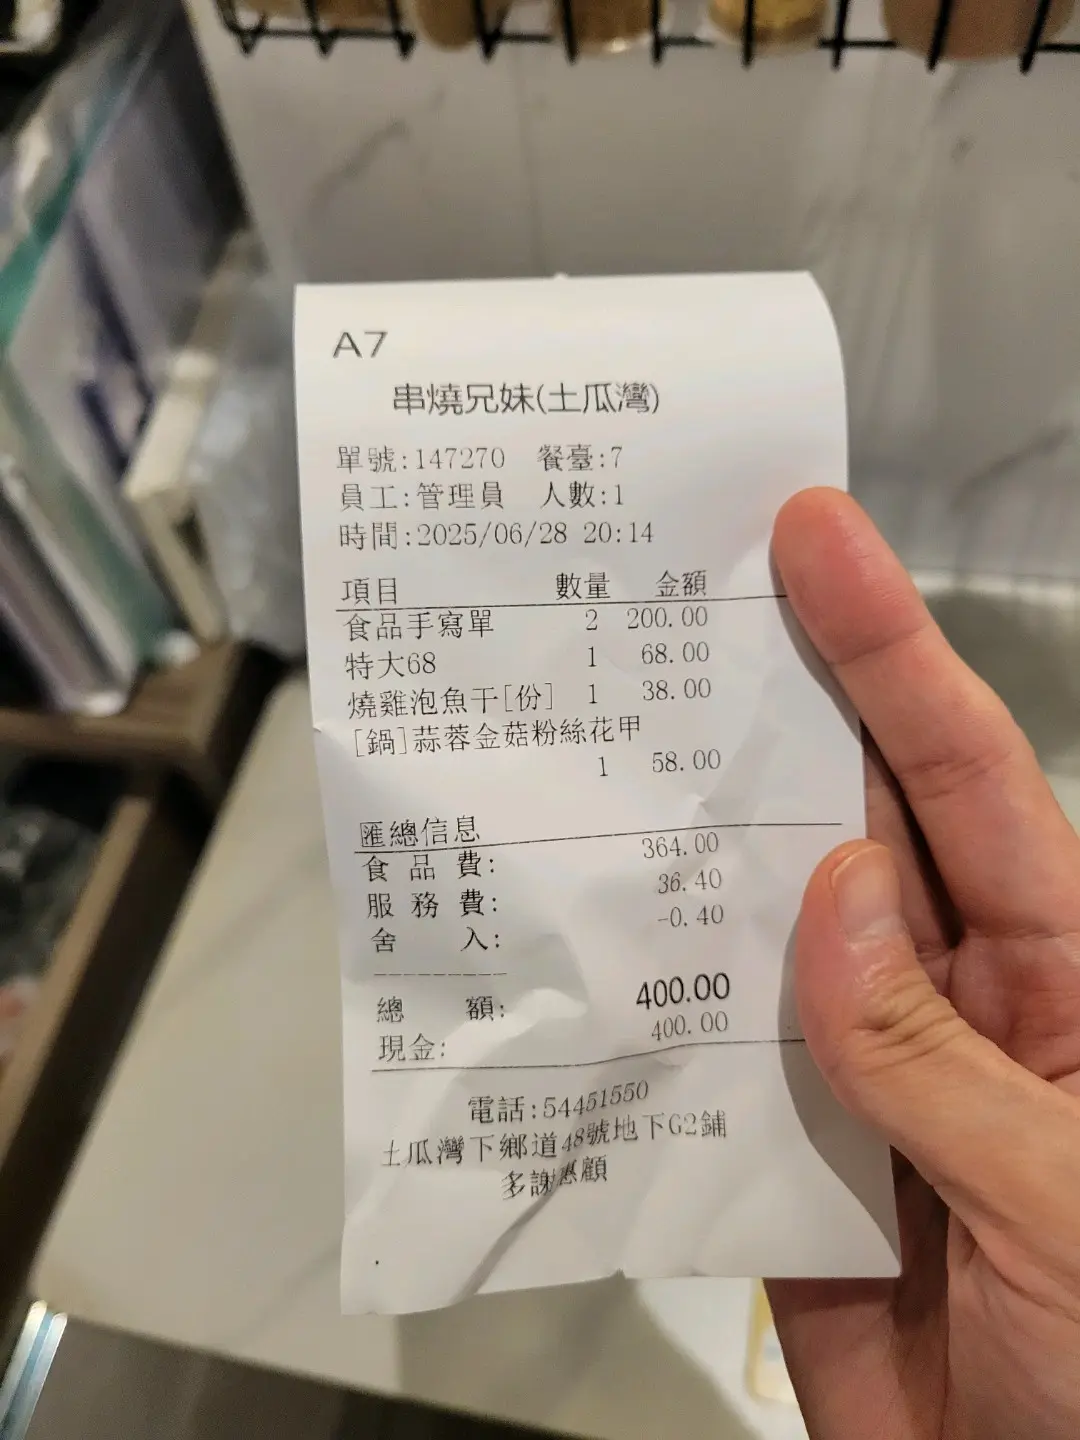 A7
串燒兄妹(土瓜灣)
單號:147270 餐臺:7
員工:管理員 人數:1
時間:2025/06/28 20:14
項目 數量 金額
食品手寫單 2 200.00
特大68 1 68.00
燒雞泡魚干[份] 1 38.00
[鍋]蒜蓉金菇粉絲花甲
1 58.00
匯總信息
食品費: 364.00
服務費: 36.40
舍入: -0.40
----------
總額: 400.00
現金: 400.00
電話:54451550
土瓜灣下鄉道48號地下G2鋪
多謝惠顧